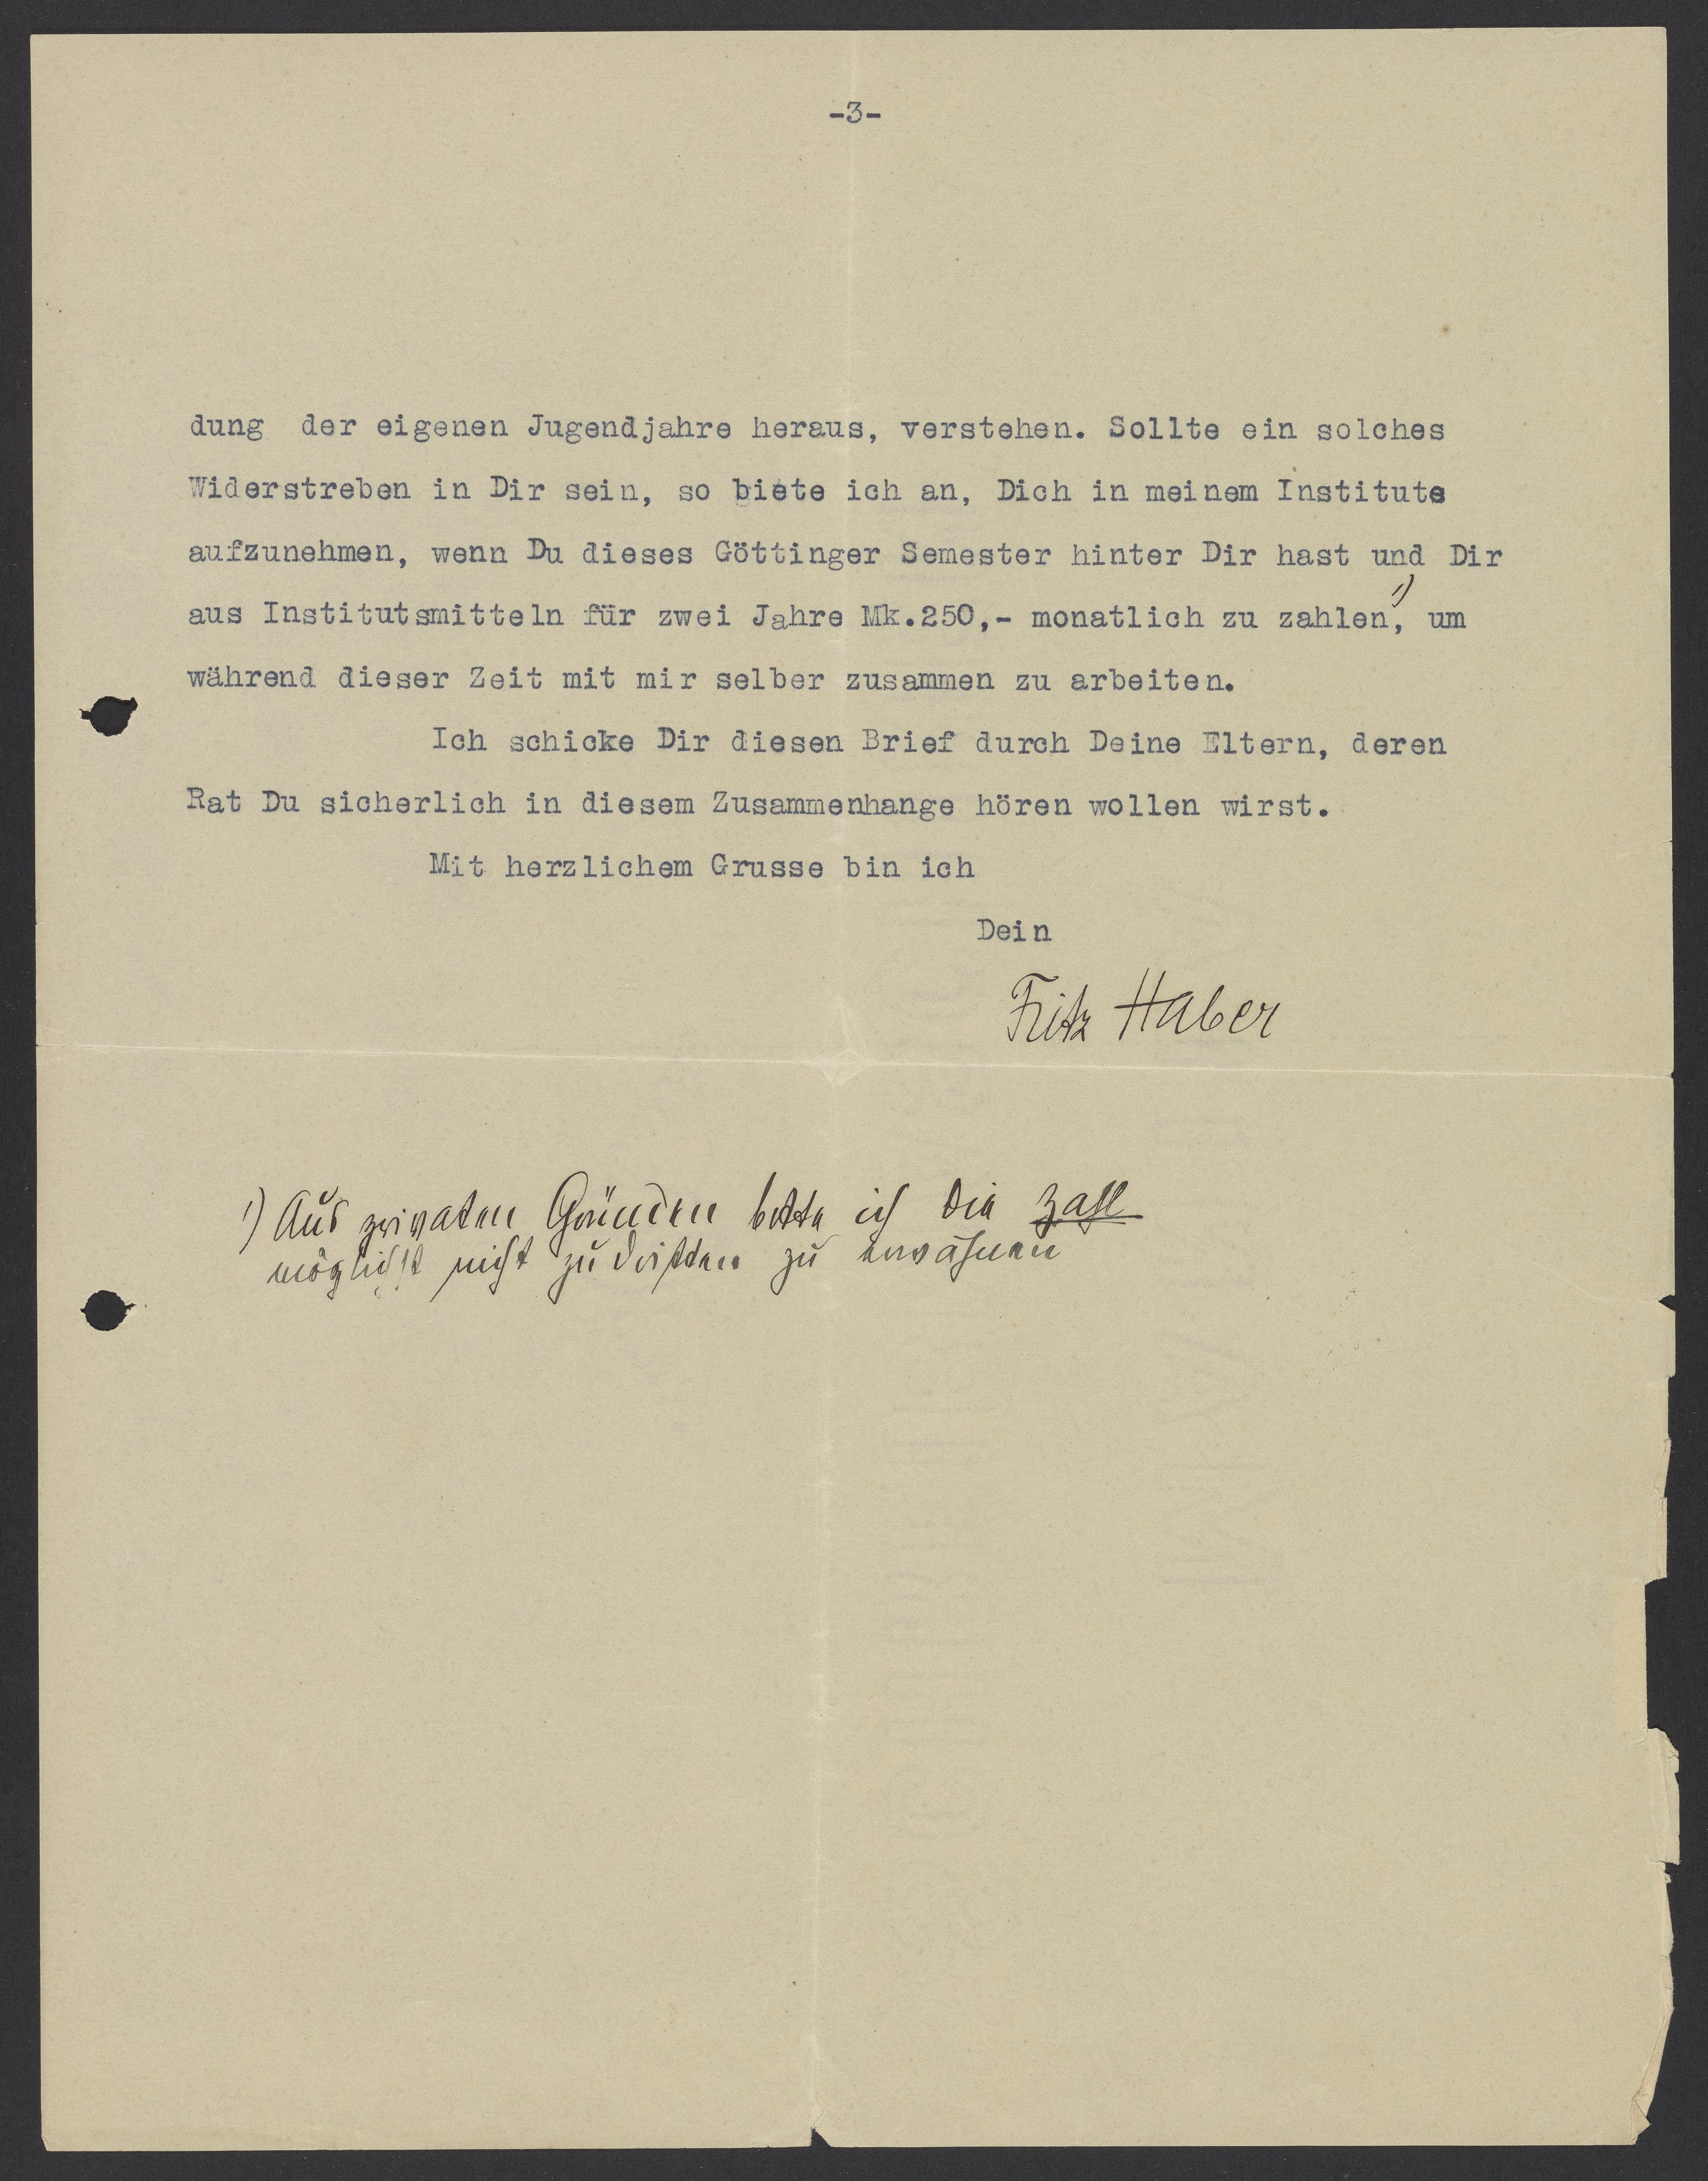 -3-
dung der eigenen Jugendjahre heraus, verstehen. Sollte ein solches
Widerstreben in Dir sein, so biete ich an, Dich in meinem Institute
aufzunehmen, wenn Du dieses Göttinger Semester hinter Dir hast und Dir
aus Institutsmitteln für zwei Jahre Mk.250,- monatlich zu zahlen,1) um
während dieser Zeit mit mir selber zusammen zu arbeiten.
Ich schicke Dir diesen Brief durch Deine Eltern, deren
Rat Du sicherlich in diesem Zusammenhange hören wollen wirst.
Mit herzlichem Grusse bin ich
Dein
Fritz Haber
1) Aus privaten Gründen bitte ich die Zahl
möglichst nicht zu dritten zu erwähnen